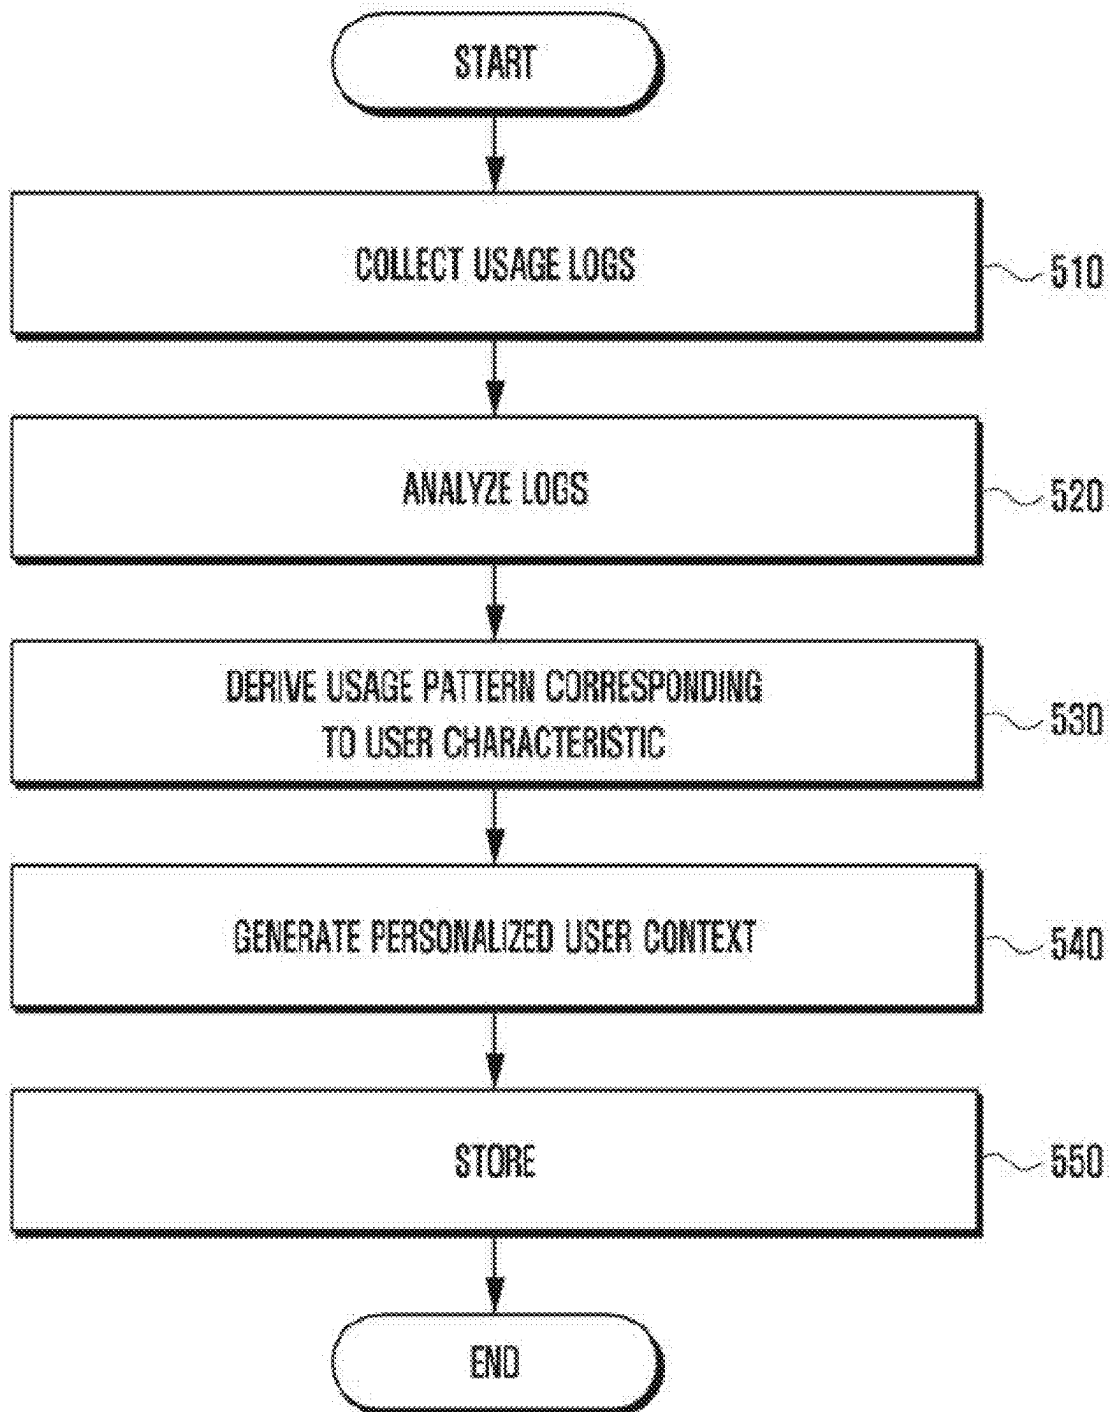 START
COLLECT USAGE LOGS
510
ANALYZE LOGS
520
DERIVE USAGE PATTERN CORRESPONDING
TO USER CHARACTERISTIC
530
GENERATE PERSONALIZED USER CONTEXT
540
STORE
550
END